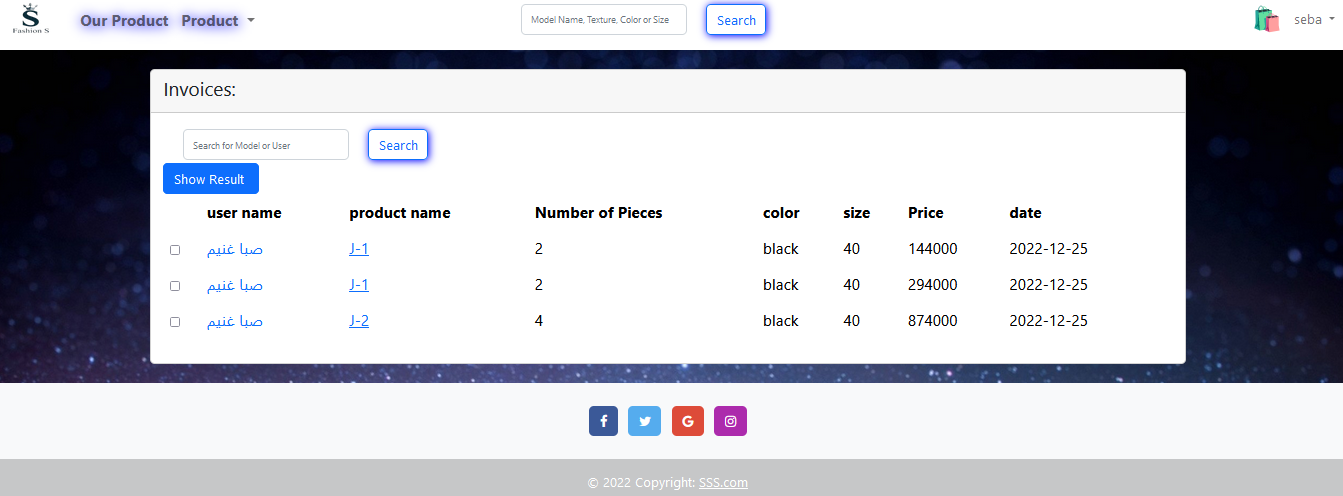 S
Fashion S
Our Product Product Model Name, Texture, Color or Size Search seba
Invoices:
Search for Model or User Search
Show Result
user name product name Number of Pieces color size Price date
صبا غنيم J-1 2 black 40 144000 2022-12-25
صبا غنيم J-1 2 black 40 294000 2022-12-25
صبا غنيم J-2 4 black 40 874000 2022-12-25
© 2022 Copyright: SSS.com